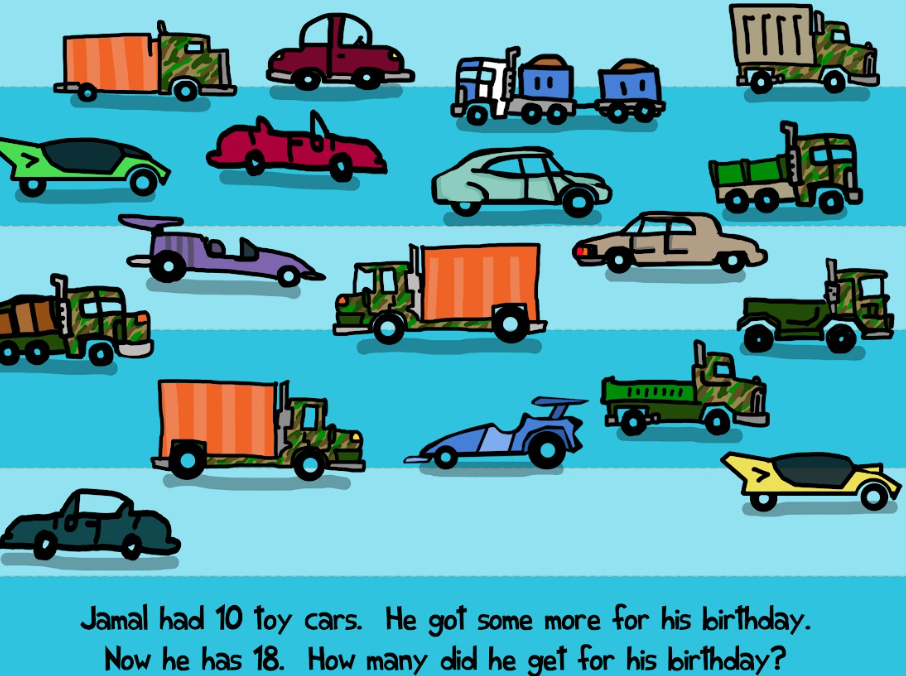 Jamal had 10 toy cars. He got some more for his birthday.
Now he has 18. How many did he get for his birthday?